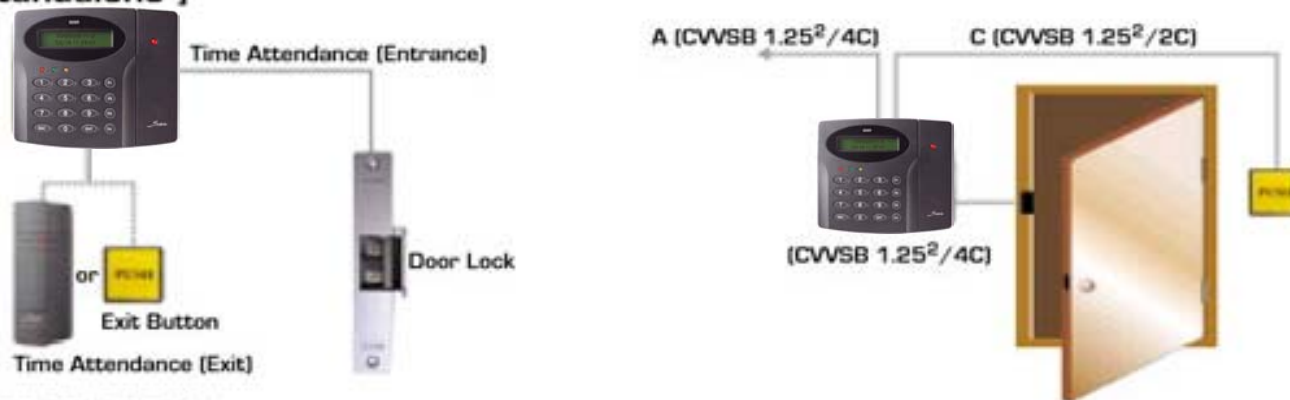 Time Attendance (Entrance)
or
Exit Button
Time Attendance (Exit)
Door Lock
A (CVVSB 1.25²/4C)
C (CVVSB 1.25²/2C)
(CVVSB 1.25²/4C)